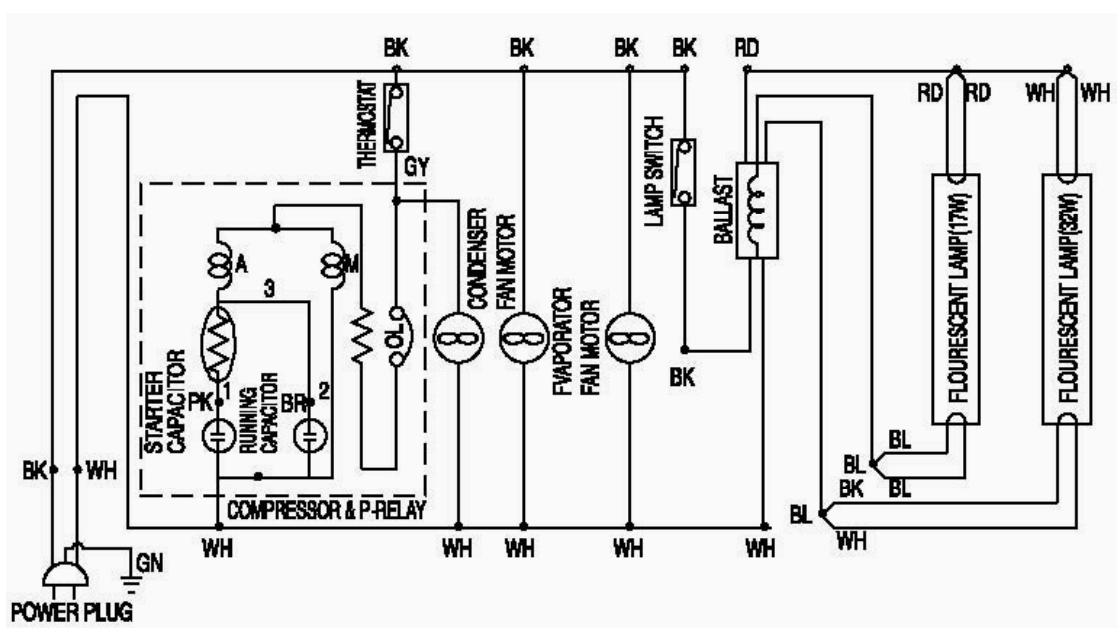 BK
BK
BK
BK
RD
RD
RD
WH
WH
THERMOSTAT
GY
LAMP SWITCH
BALLAST
FLOURESCENT LAMP(17W)
FLOURESCENT LAMP(32W)
A
M
3
CONDENSER
FAN MOTOR
FVAPORATOR
FAN MOTOR
OL
BK
STARTER
CAPACITOR
PK
1
RUNNING
CAPACITOR
BR
2
BL
BL
BL
BK
BL
WH
BK
WH
COMPRESSOR & P-RELAY
WH
WH
WH
WH
WH
GN
POWER PLUG